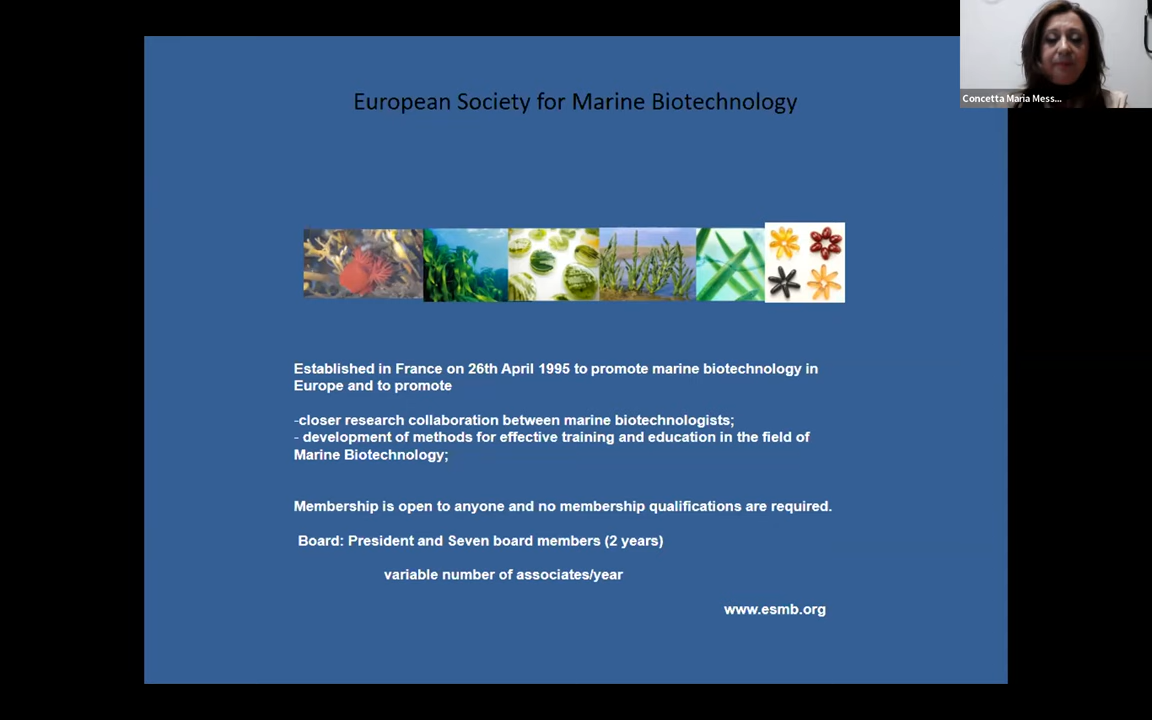 Concetta Maria Mess...
European Society for Marine Biotechnology
Established in France on 26th April 1995 to promote marine biotechnology in
Europe and to promote
-closer research collaboration between marine biotechnologists;
- development of methods for effective training and education in the field of
Marine Biotechnology;
Membership is open to anyone and no membership qualifications are required.
Board: President and Seven board members (2 years)
variable number of associates/year
www.esmb.org